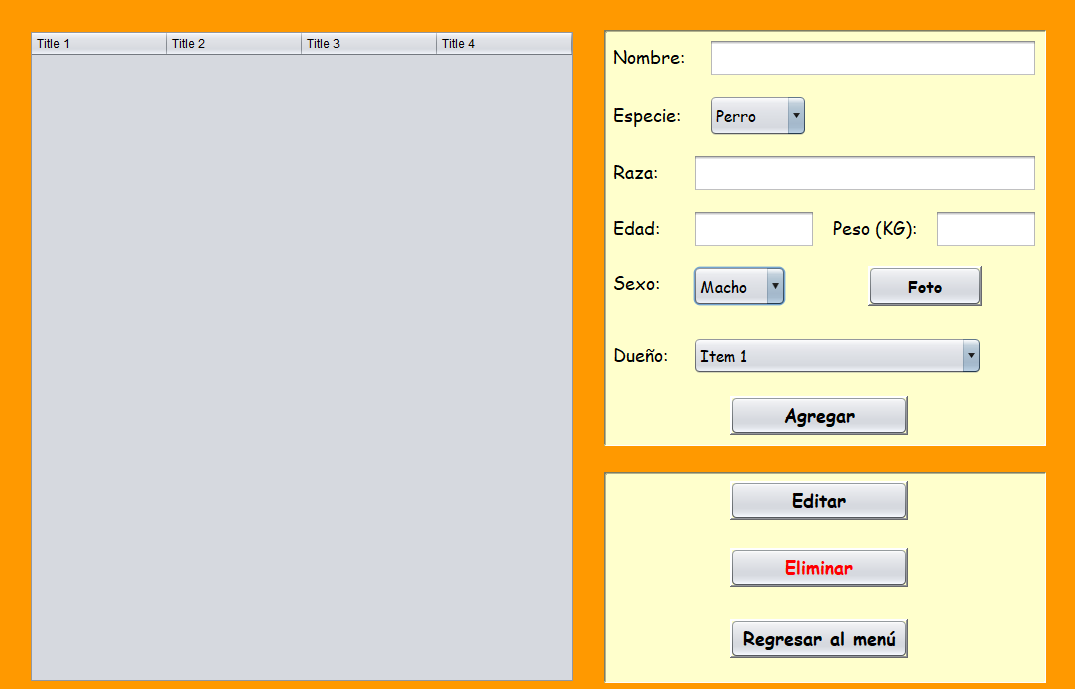 Title 1 Title 2 Title 3 Title 4
Nombre:
Especie: Perro
Raza:
Edad: Peso (KG):
Sexo: Macho Foto
Dueño: Item 1
Agregar
Editar
Eliminar
Regresar al menú